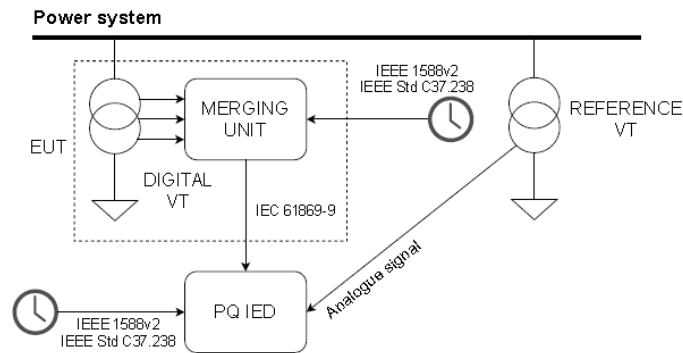 Power system
IEEE 1588v2
IEEE Std C37.238
MERGING
UNIT
REFERENCE
VT
EUT
DIGITAL
VT
IEC 61869-9
Analogue signal
PQ IED
IEEE 1588v2
IEEE Std C37.238